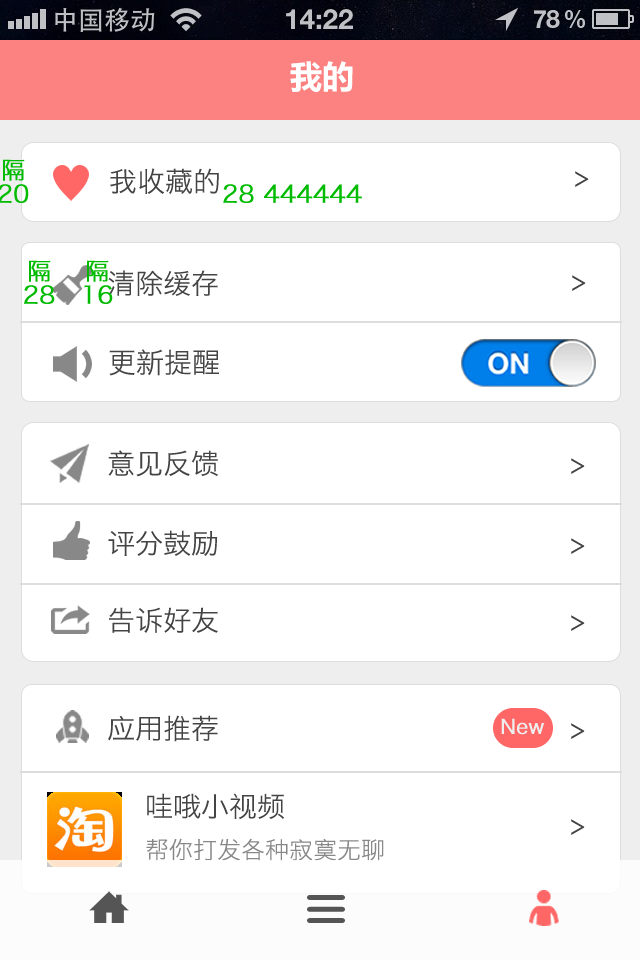 中国移动 14:22 78%
我的
隔
20
我收藏的 >
28 444444
隔 隔
28 16
清除缓存 >
更新提醒 ON
意见反馈 >
评分鼓励 >
告诉好友 >
应用推荐 New >
淘
哇哦小视频 >
帮你打发各种寂寞无聊